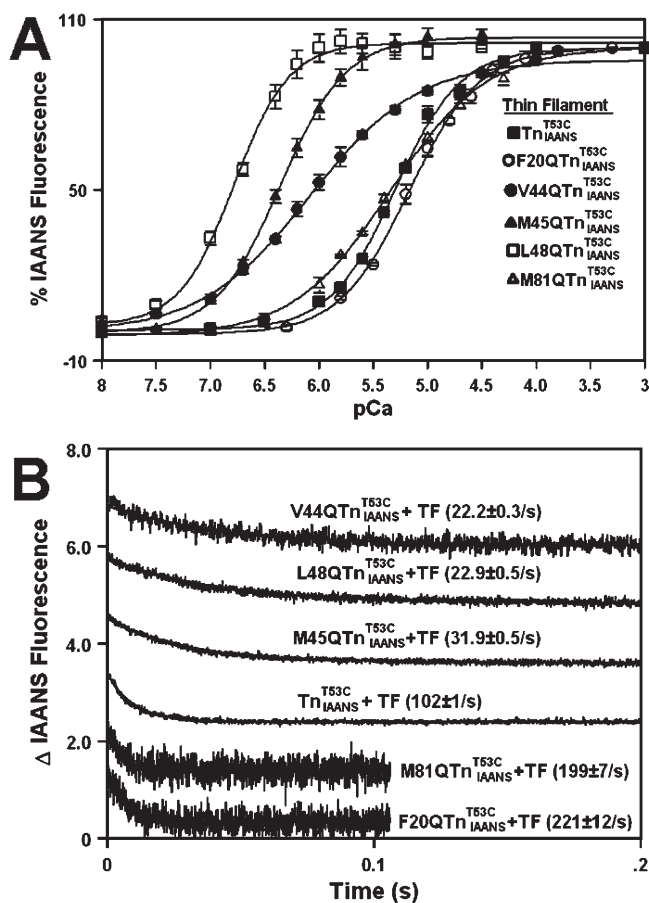 A
110
50
-10
% IAANS Fluorescence
Thin Filament
Tn T53C IAANS
F20QTn T53C IAANS
V44QTn T53C IAANS
M45QTn T53C IAANS
L48QTn T53C IAANS
M81QTn T53C IAANS
8 7.5 7.0 6.5 6.0 5.5 5.0 4.5 4.0 3.5 3
pCa
B
8.0
6.0
4.0
2.0
0
Δ IAANS Fluorescence
V44QTn T53C IAANS + TF (22.2±0.3/s)
L48QTn T53C IAANS +TF (22.9±0.5/s)
M45QTn T53C IAANS +TF (31.9±0.5/s)
Tn T53C IAANS + TF (102±1/s)
M81QTn T53C IAANS +TF (199±7/s)
F20QTn T53C IAANS +TF (221±12/s)
0 0.1 .2
Time (s)